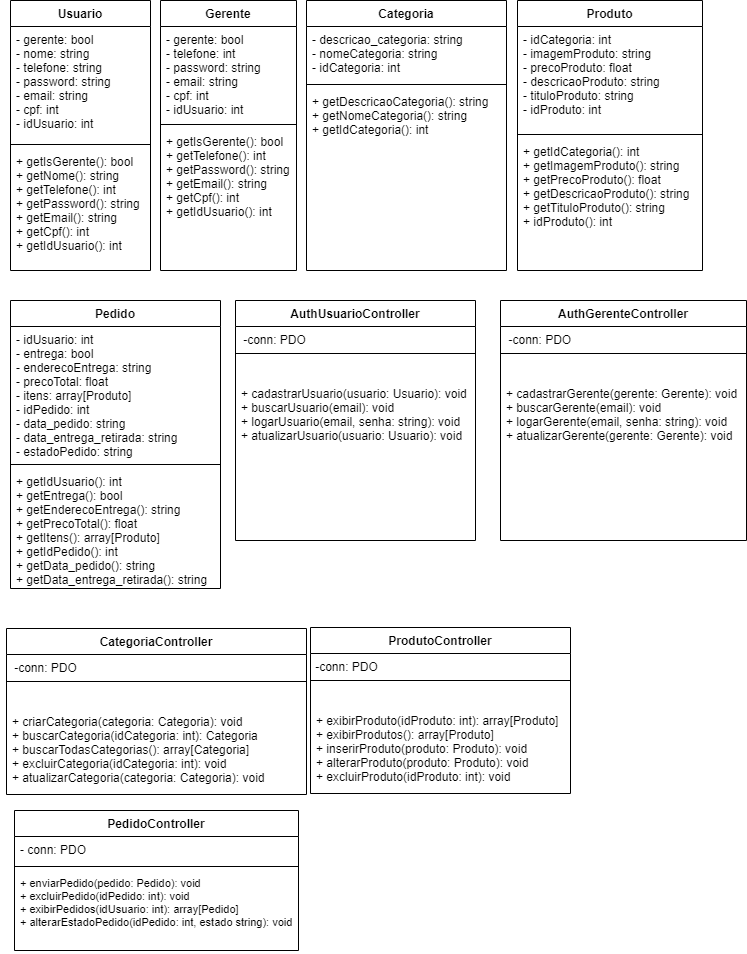 Usuario
- gerente: bool
- nome: string
- telefone: string
- password: string
- email: string
- cpf: int
- idUsuario: int
+ getIsGerente(): bool
+ getNome(): string
+ getTelefone(): int
+ getPassword(): string
+ getEmail(): string
+ getCpf(): int
+ getIdUsuario(): int
Gerente
- gerente: bool
- telefone: int
- password: string
- email: string
- cpf: int
- idUsuario: int
+ getIsGerente(): bool
+ getTelefone(): int
+ getPassword(): string
+ getEmail(): string
+ getCpf(): int
+ getIdUsuario(): int
Categoria
- descricao_categoria: string
- nomeCategoria: string
- idCategoria: int
+ getDescricaoCategoria(): string
+ getNomeCategoria(): string
+ getIdCategoria(): int
Produto
- idCategoria: int
- imagemProduto: string
- precoProduto: float
- descricaoProduto: string
- tituloProduto: string
- idProduto: int
+ getIdCategoria(): int
+ getImagemProduto(): string
+ getPrecoProduto(): float
+ getDescricaoProduto(): string
+ getTituloProduto(): string
+ idProduto(): int
Pedido
- idUsuario: int
- entrega: bool
- enderecoEntrega: string
- precoTotal: float
- itens: array[Produto]
- idPedido: int
- data_pedido: string
- data_entrega_retirada: string
- estadoPedido: string
+ getIdUsuario(): int
+ getEntrega(): bool
+ getEnderecoEntrega(): string
+ getPrecoTotal(): float
+ getItens(): array[Produto]
+ getIdPedido(): int
+ getData_pedido(): string
+ getData_entrega_retirada(): string
AuthUsuarioController
-conn: PDO
+ cadastrarUsuario(usuario: Usuario): void
+ buscarUsuario(email): void
+ logarUsuario(email, senha: string): void
+ atualizarUsuario(usuario: Usuario): void
AuthGerenteController
-conn: PDO
+ cadastrarGerente(gerente: Gerente): void
+ buscarGerente(email): void
+ logarGerente(email, senha: string): void
+ atualizarGerente(gerente: Gerente): void
CategoriaController
-conn: PDO
+ criarCategoria(categoria: Categoria): void
+ buscarCategoria(idCategoria: int): Categoria
+ buscarTodasCategorias(): array[Categoria]
+ excluirCategoria(idCategoria: int): void
+ atualizarCategoria(categoria: Categoria): void
ProdutoController
-conn: PDO
+ exibirProduto(idProduto: int): array[Produto]
+ exibirProdutos(): array[Produto]
+ inserirProduto(produto: Produto): void
+ alterarProduto(produto: Produto): void
+ excluirProduto(idProduto: int): void
PedidoController
- conn: PDO
+ enviarPedido(pedido: Pedido): void
+ excluirPedido(idPedido: int): void
+ exibirPedidos(idUsuario: int): array[Pedido]
+ alterarEstadoPedido(idPedido: int, estado string): void